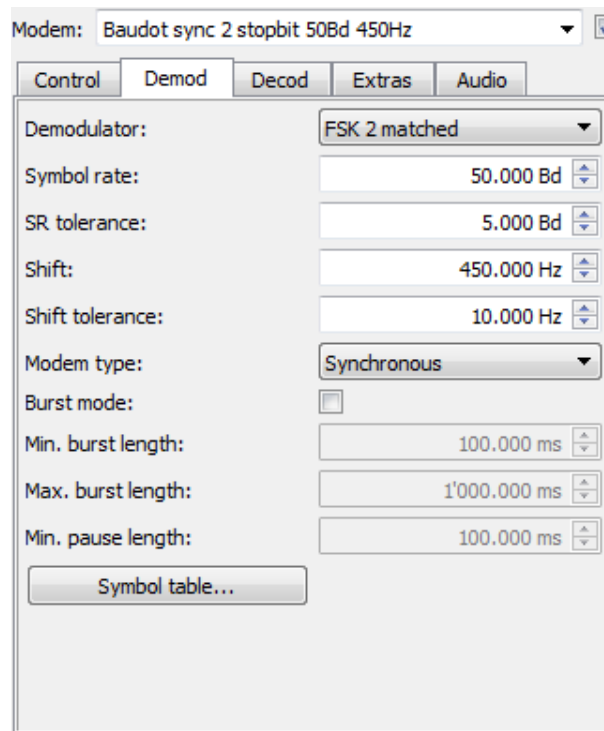 Modem: Baudot sync 2 stopbit 50Bd 450Hz
Control Demod Decod Extras Audio
Demodulator: FSK 2 matched
Symbol rate: 50.000 Bd
SR tolerance: 5.000 Bd
Shift: 450.000 Hz
Shift tolerance: 10.000 Hz
Modem type: Synchronous
Burst mode:
Min. burst length: 100.000 ms
Max. burst length: 1'000.000 ms
Min. pause length: 100.000 ms
Symbol table...